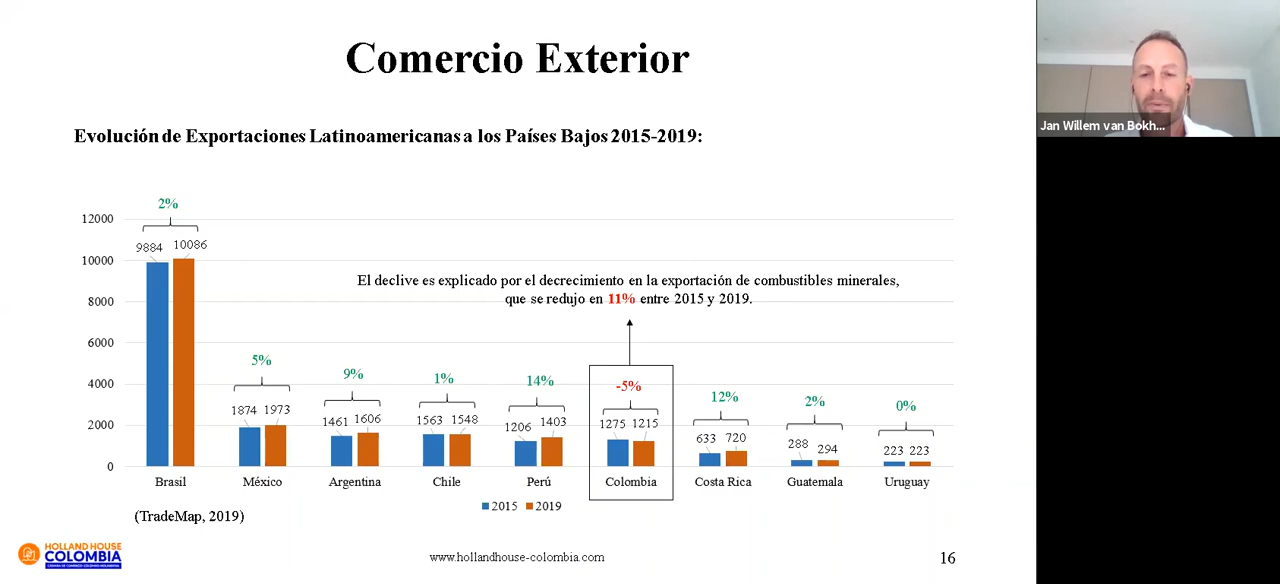 Comercio Exterior
Jan Willem van Bokh...
Evolución de Exportaciones Latinoamericanas a los Países Bajos 2015-2019:
2%
12000
9884 10086
10000
El declive es explicado por el decrecimiento en la exportación de combustibles minerales,
que se redujo en 11% entre 2015 y 2019.
8000
6000
5% 9% 1% 14% -5% 12% 2% 0%
4000
1874 1973 1461 1606 1563 1548 1206 1403 1275 1215 633 720 288 294 223 223
2000
0
Brasil México Argentina Chile Perú Colombia Costa Rica Guatemala Uruguay
2015 2019
(TradeMap, 2019)
HOLLAND HOUSE
COLOMBIA
CÁMARA DE COMERCIO COLOMBO HOLANDESA
www.hollandhouse-colombia.com
16